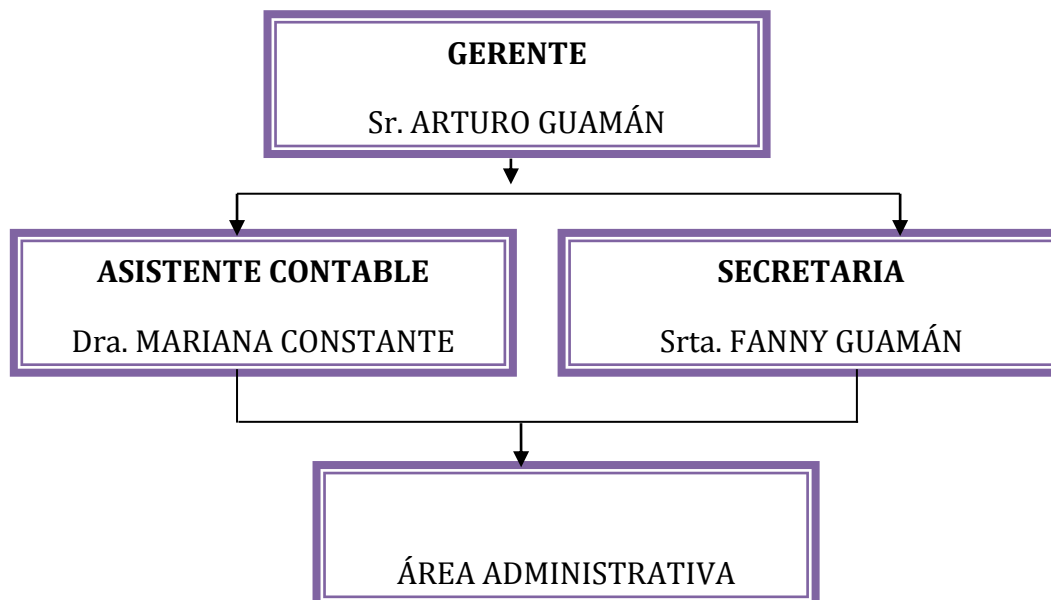 GERENTE
Sr. ARTURO GUAMÁN
ASISTENTE CONTABLE
Dra. MARIANA CONSTANTE
SECRETARIA
Srta. FANNY GUAMÁN
ÁREA ADMINISTRATIVA